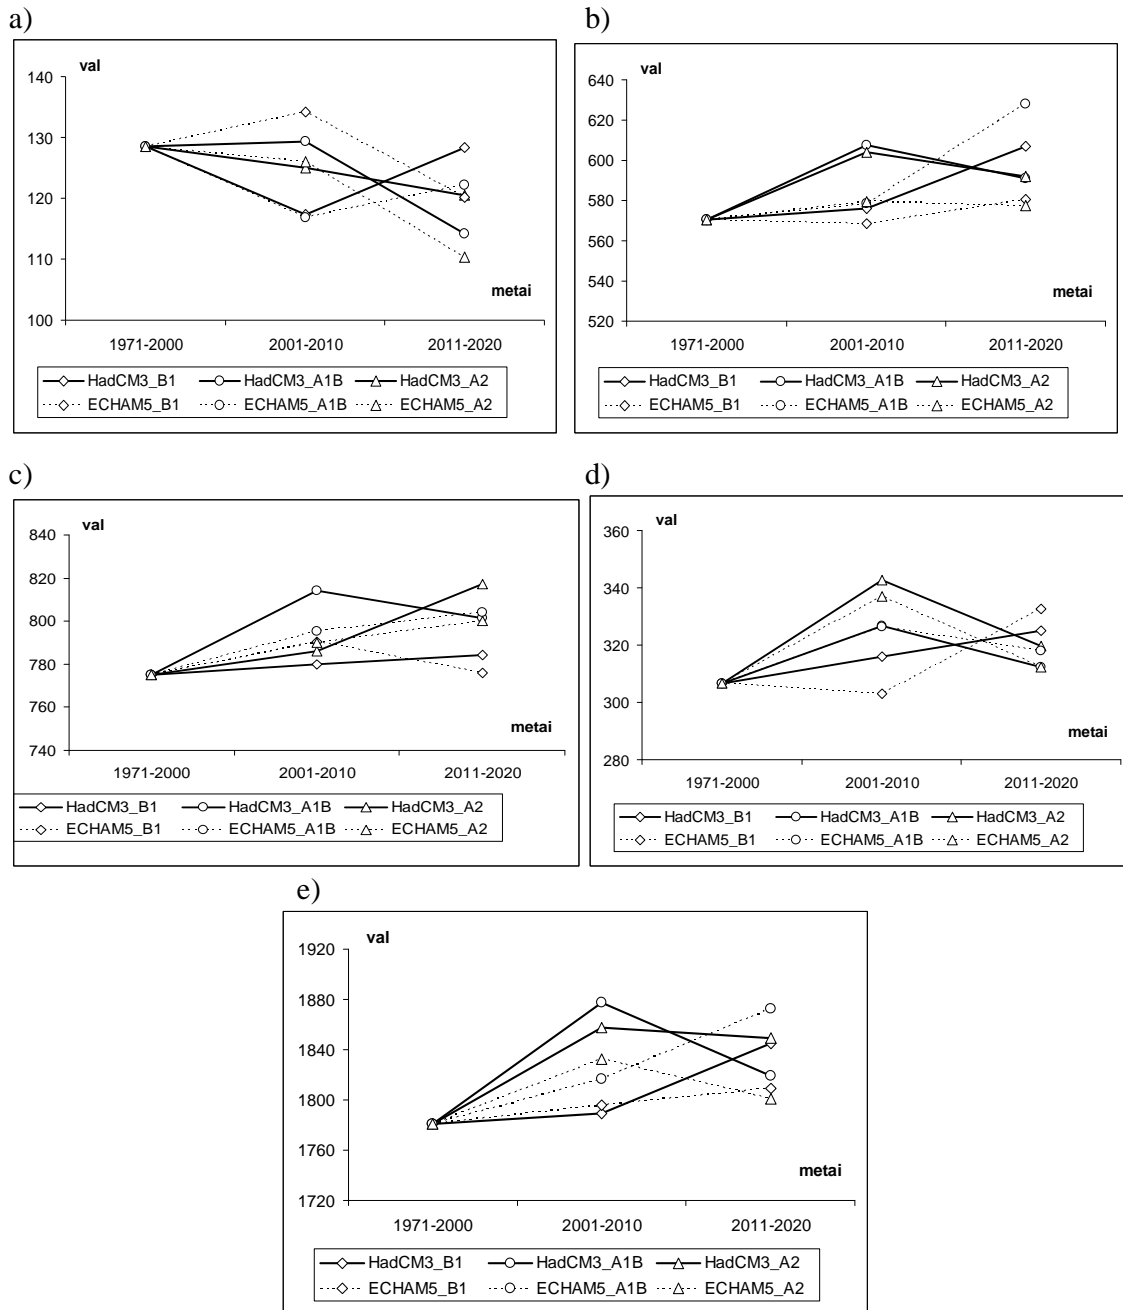 a)
val
140
130
120
110
100
metai
1971-2000 2001-2010 2011-2020
HadCM3_B1 HadCM3_A1B HadCM3_A2
ECHAM5_B1 ECHAM5_A1B ECHAM5_A2
b)
val
640
620
600
580
560
540
520
metai
1971-2000 2001-2010 2011-2020
HadCM3_B1 HadCM3_A1B HadCM3_A2
ECHAM5_B1 ECHAM5_A1B ECHAM5_A2
c)
val
840
820
800
780
760
740
metai
1971-2000 2001-2010 2011-2020
HadCM3_B1 HadCM3_A1B HadCM3_A2
ECHAM5_B1 ECHAM5_A1B ECHAM5_A2
d)
val
360
340
320
300
280
metai
1971-2000 2001-2010 2011-2020
HadCM3_B1 HadCM3_A1B HadCM3_A2
ECHAM5_B1 ECHAM5_A1B ECHAM5_A2
e)
val
1920
1880
1840
1800
1760
1720
metai
1971-2000 2001-2010 2011-2020
HadCM3_B1 HadCM3_A1B HadCM3_A2
ECHAM5_B1 ECHAM5_A1B ECHAM5_A2